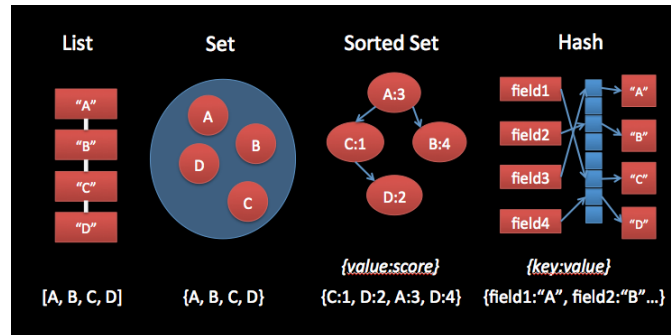 List
"A"
"B"
"C"
"D"
[A, B, C, D]
Set
A
B
D
C
{A, B, C, D}
Sorted Set
A:3
C:1
B:4
D:2
{value:score}
{C:1, D:2, A:3, D:4}
Hash
field1
field2
field3
field4
"A"
"B"
"C"
"D"
{key:value}
{field1:"A", field2:"B"...}